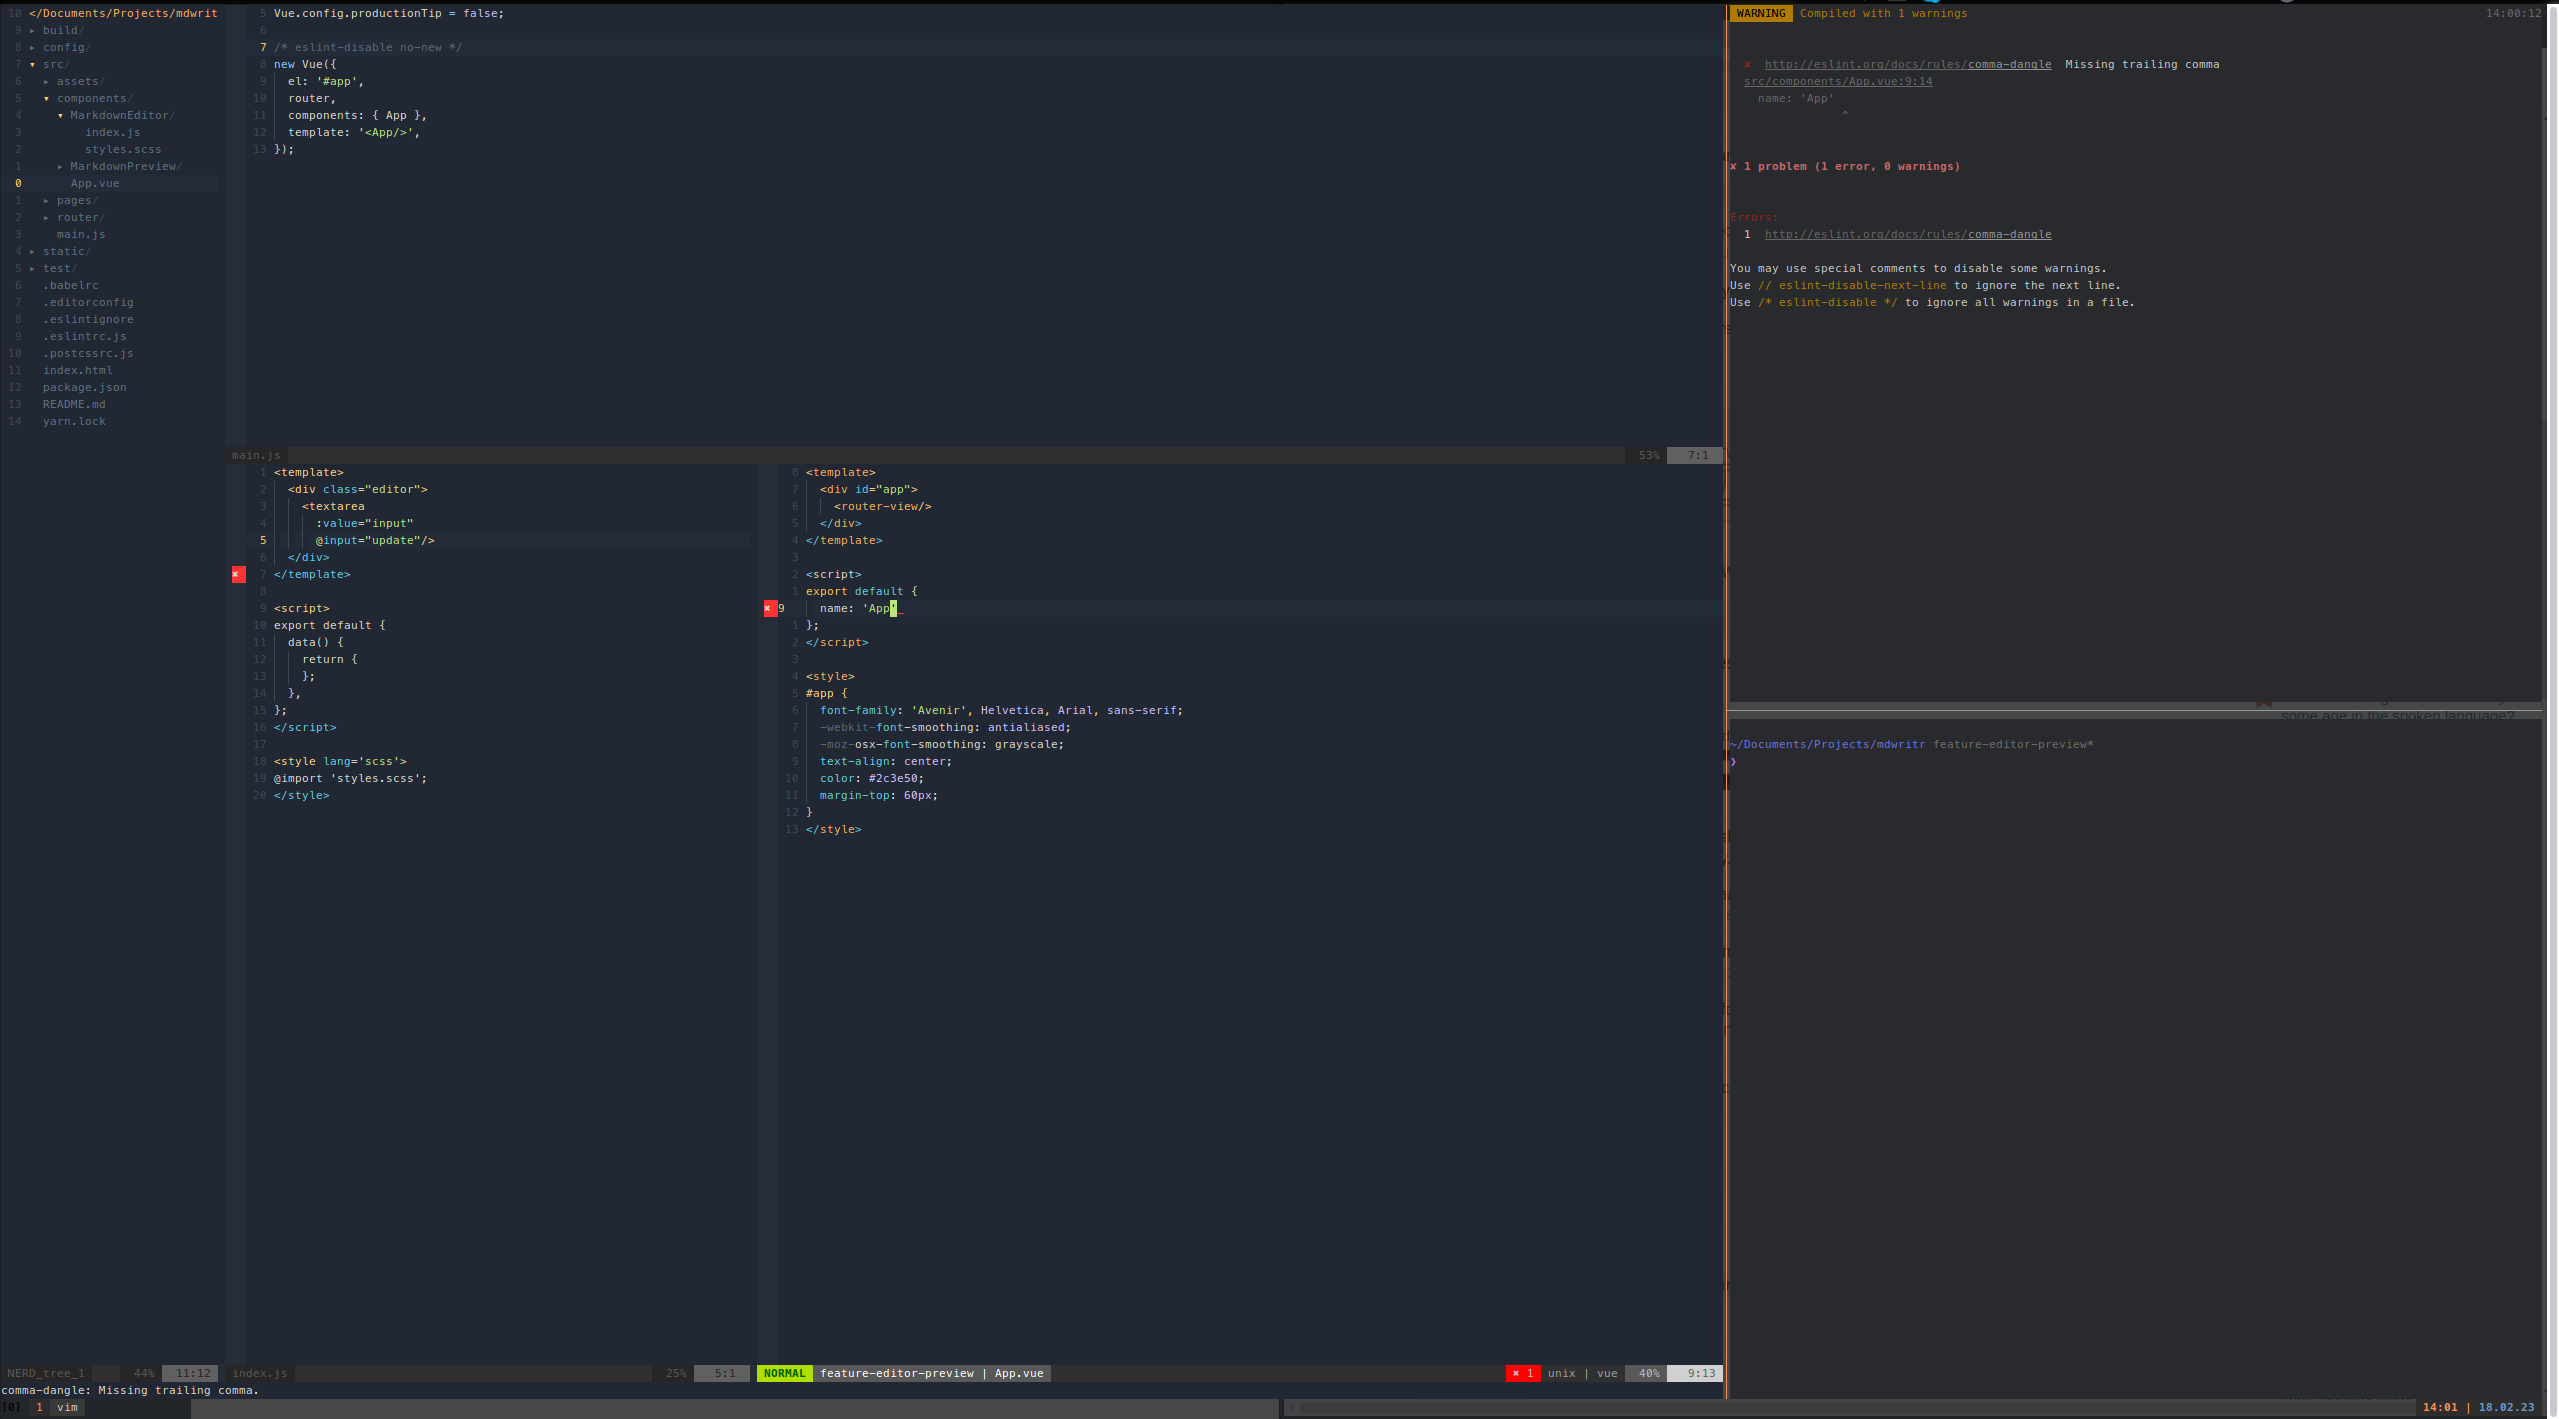 10 </Documents/Projects/mdwrit
9 ▸ build/
8 ▸ config/
7 ▾ src/
6 ▸ assets/
5 ▾ components/
4 ▾ MarkdownEditor/
3 index.js
2 styles.scss
1 ▸ MarkdownPreview/
0 App.vue
1 ▸ pages/
2 ▸ router/
3 main.js
4 ▸ static/
5 ▸ test/
6 .babelrc
7 .editorconfig
8 .eslintignore
9 .eslintrc.js
10 .postcssrc.js
11 index.html
12 package.json
13 README.md
14 yarn.lock
NERD_tree_1 44% 11:12
5 Vue.config.productionTip = false;
6
7 /* eslint-disable no-new */
8 new Vue({
9 el: '#app',
10 router,
11 components: { App },
12 template: '<App/>',
13 });
main.js 53% 7:1
1 <template>
2 <div class="editor">
3 <textarea
4 :value="input"
5 @input="update"/>
6 </div>
✖ 7 </template>
8
9 <script>
10 export default {
11 data() {
12 return {
13 };
14 },
15 };
16 </script>
17
18 <style lang='scss'>
19 @import 'styles.scss';
20 </style>
index.js 25% 5:1
8 <template>
7 <div id="app">
6 <router-view/>
5 </div>
4 </template>
3
2 <script>
1 export default {
✖ 9 name: 'App'_
1 };
2 </script>
3
4 <style>
5 #app {
6 font-family: 'Avenir', Helvetica, Arial, sans-serif;
7 -webkit-font-smoothing: antialiased;
8 -moz-osx-font-smoothing: grayscale;
9 text-align: center;
10 color: #2c3e50;
11 margin-top: 60px;
12 }
13 </style>
NORMAL feature-editor-preview | App.vue ✖ 1 unix | vue 40% 9:13
comma-dangle: Missing trailing comma.
[0] 1 vim
WARNING Compiled with 1 warnings 14:00:12
✘ http://eslint.org/docs/rules/comma-dangle Missing trailing comma
src/components/App.vue:9:14
name: 'App'
^
✘ 1 problem (1 error, 0 warnings)
Errors:
1 http://eslint.org/docs/rules/comma-dangle
You may use special comments to disable some warnings.
Use // eslint-disable-next-line to ignore the next line.
Use /* eslint-disable */ to ignore all warnings in a file.
some age in the spoken language?
~/Documents/Projects/mdwritr feature-editor-preview*
❯
14:01 | 18.02.23